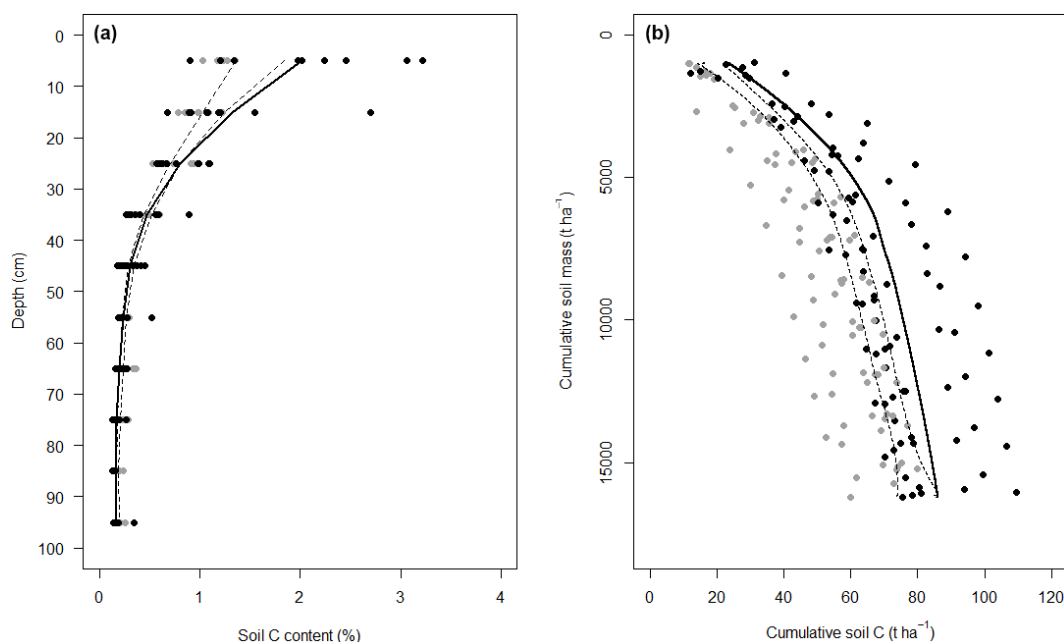 (a)
0
10
20
30
40
50
60
70
80
90
100
Depth (cm)
0 1 2 3 4
Soil C content (%)
(b)
0
5000
10000
15000
Cumulative soil mass (t ha⁻¹)
0 20 40 60 80 100 120
Cumulative soil C (t ha⁻¹)